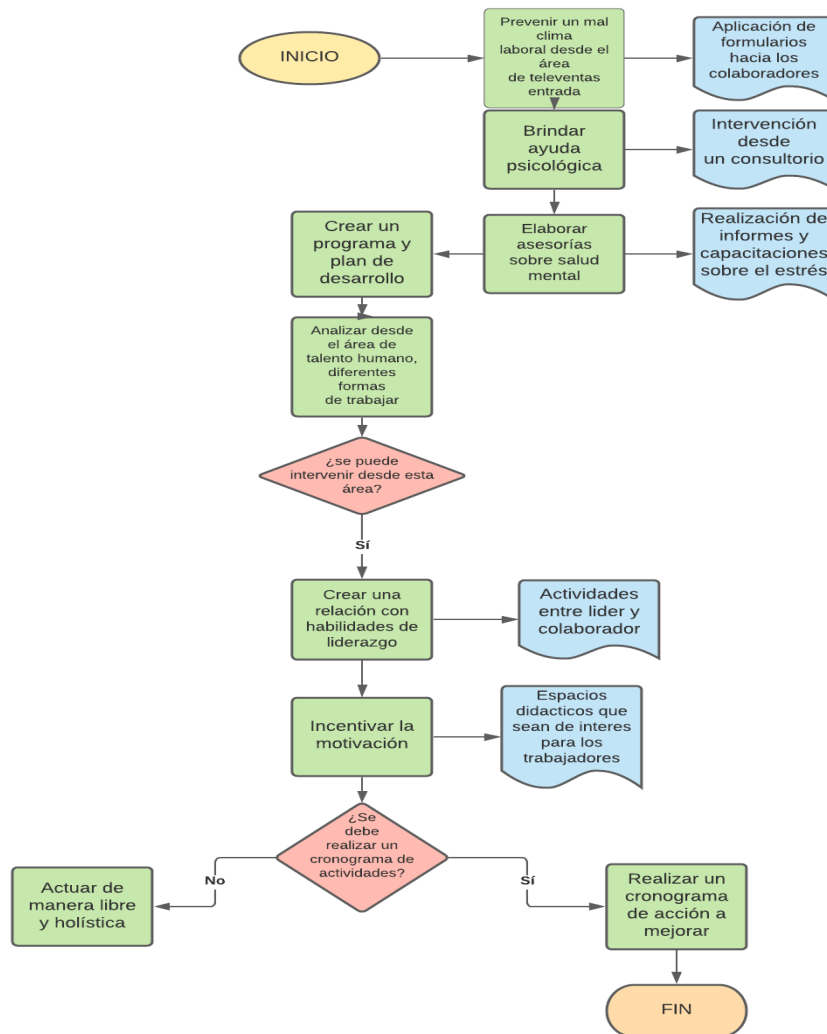 INICIO
Prevenir un mal
clima
laboral desde el
área
de televentas
entrada
Aplicación de
formularios
hacia los
colaboradores
Brindar
ayuda
psicológica
Intervención
desde
un consultorio
Crear un
programa y
plan de
desarrollo
Elaborar
asesorías
sobre salud
mental
Realización de
informes y
capacitaciones
sobre el estrés
Analizar desde
el área de
talento humano,
diferentes
formas
de trabajar
¿se puede
intervenir desde esta
área?
Sí
Crear una
relación con
habilidades de
liderazgo
Actividades
entre lider y
colaborador
Incentivar la
motivación
Espacios
didacticos que
sean de interes
para los
trabajadores
¿Se
debe
realizar un
cronograma de
actividades?
No
Sí
Actuar de
manera libre
y holística
Realizar un
cronograma
de acción a
mejorar
FIN